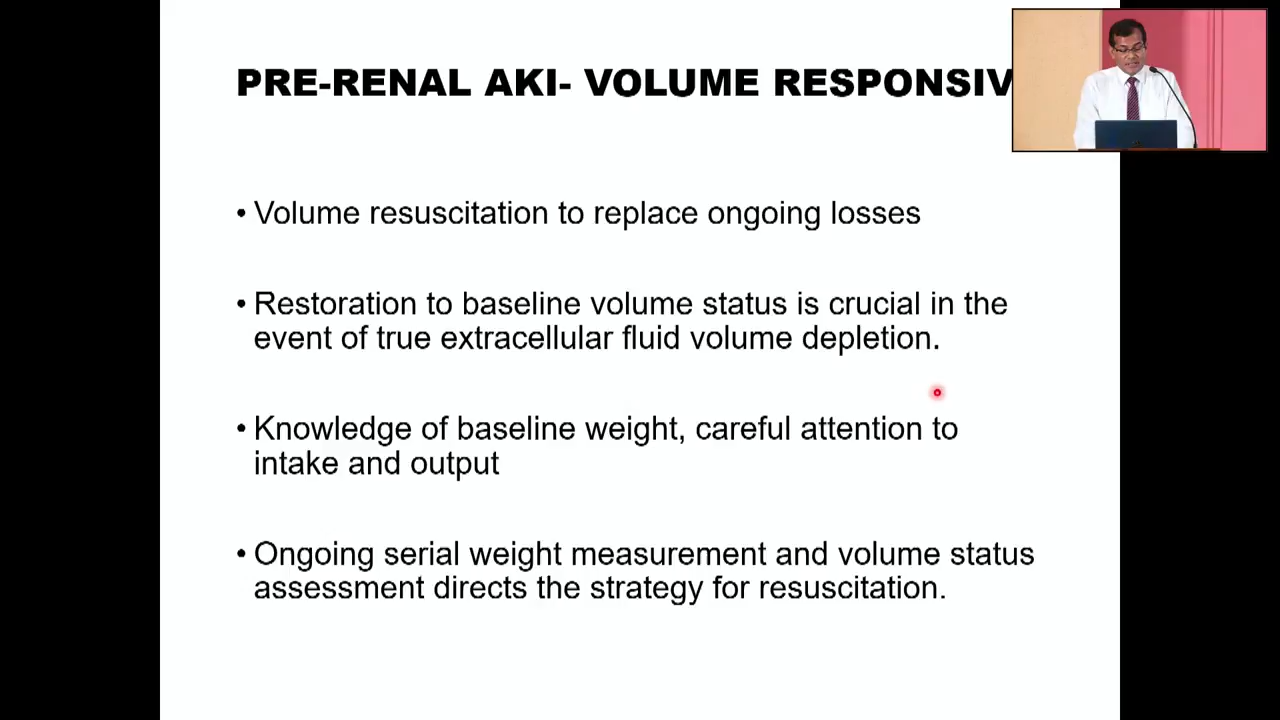 PRE-RENAL AKI- VOLUME RESPONSIV
• Volume resuscitation to replace ongoing losses
• Restoration to baseline volume status is crucial in the
event of true extracellular fluid volume depletion.
• Knowledge of baseline weight, careful attention to
intake and output
• Ongoing serial weight measurement and volume status
assessment directs the strategy for resuscitation.